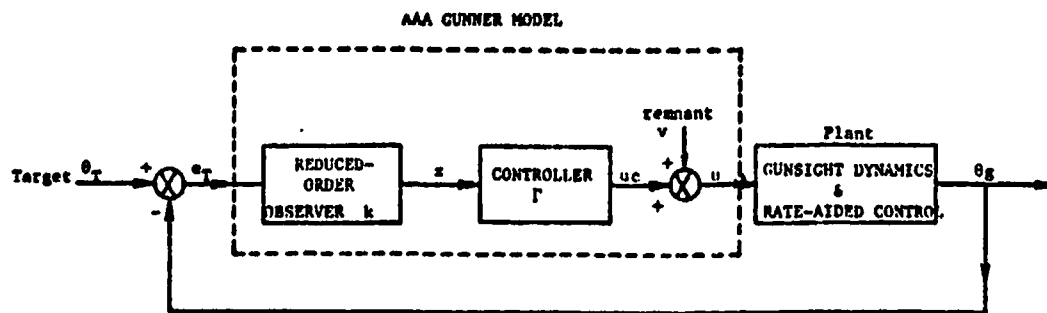 AAA GUNNER MODEL
remnant
v
Plant
Target
θT
+
-
eT
REDUCED-
ORDER
OBSERVER k
z
CONTROLLER
Γ
uc
+
+
u
GUNSIGHT DYNAMICS
&
RATE-AIDED CONTROL
θg